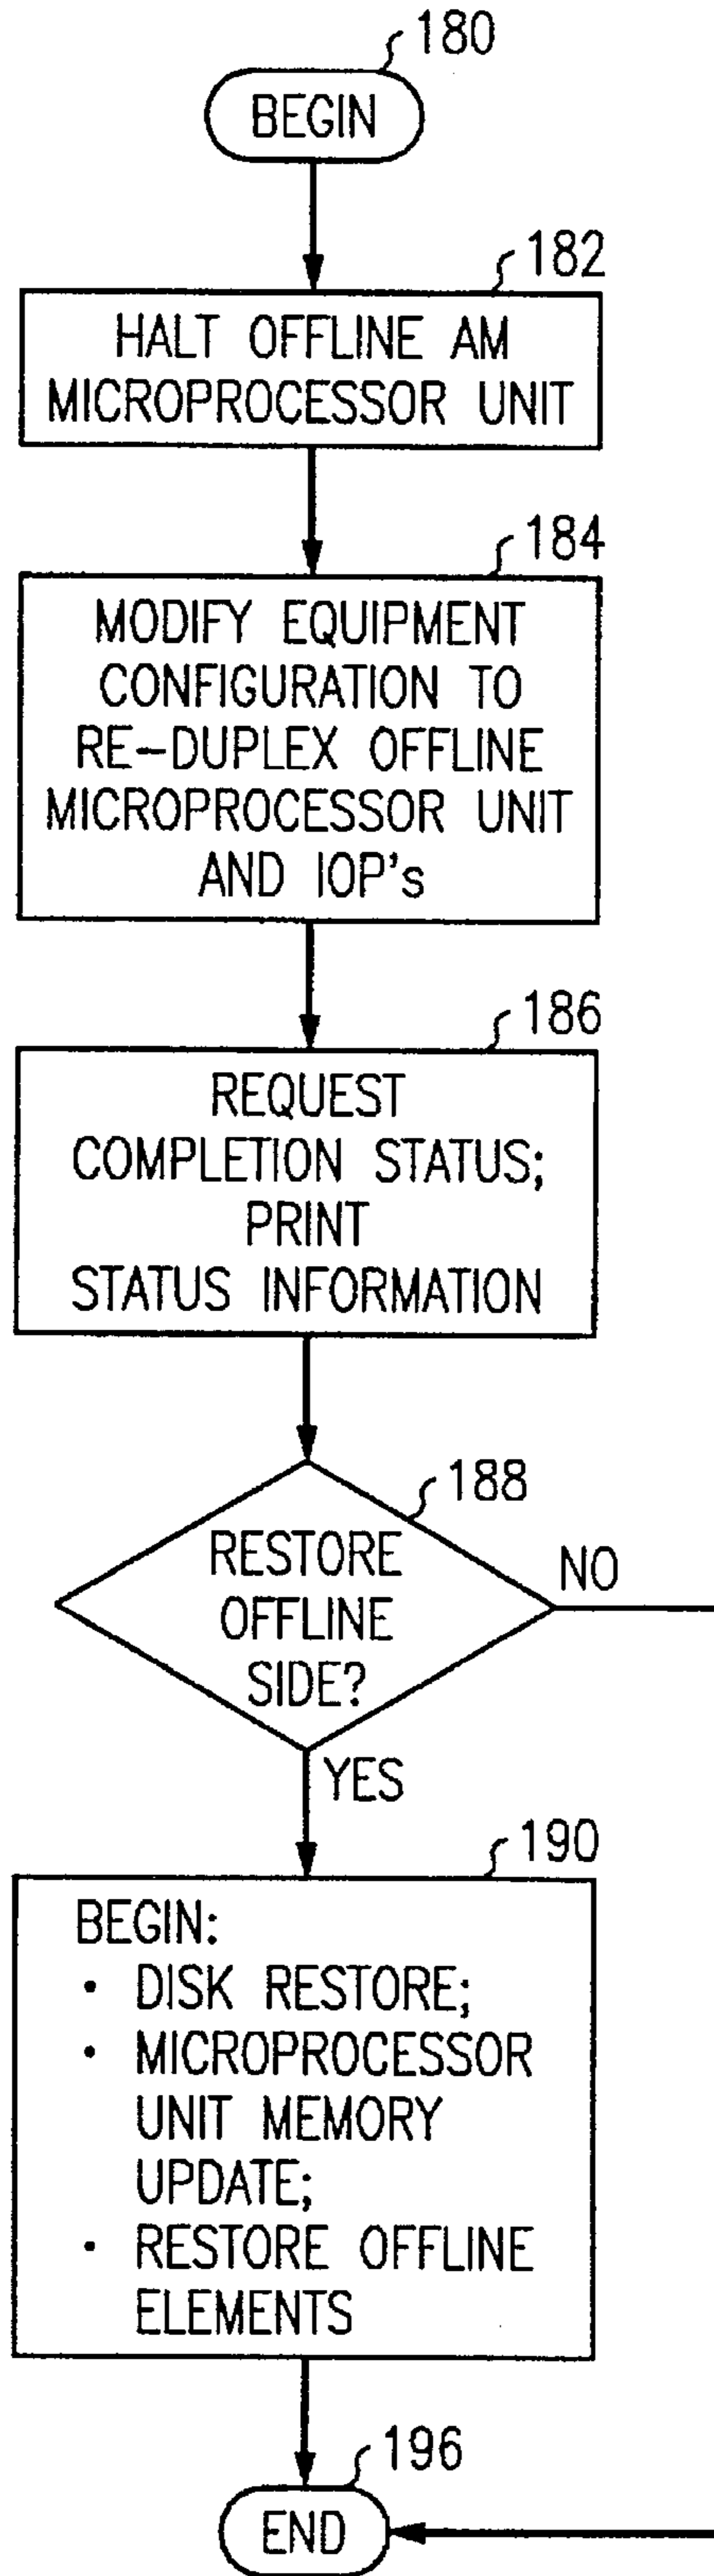 180
BEGIN
182
HALT OFFLINE AM
MICROPROCESSOR UNIT
184
MODIFY EQUIPMENT
CONFIGURATION TO
RE-DUPLEX OFFLINE
MICROPROCESSOR UNIT
AND IOP's
186
REQUEST
COMPLETION STATUS;
PRINT
STATUS INFORMATION
188
RESTORE
OFFLINE
SIDE?
NO
YES
190
BEGIN:
• DISK RESTORE;
• MICROPROCESSOR
UNIT MEMORY
UPDATE;
• RESTORE OFFLINE
ELEMENTS
196
END